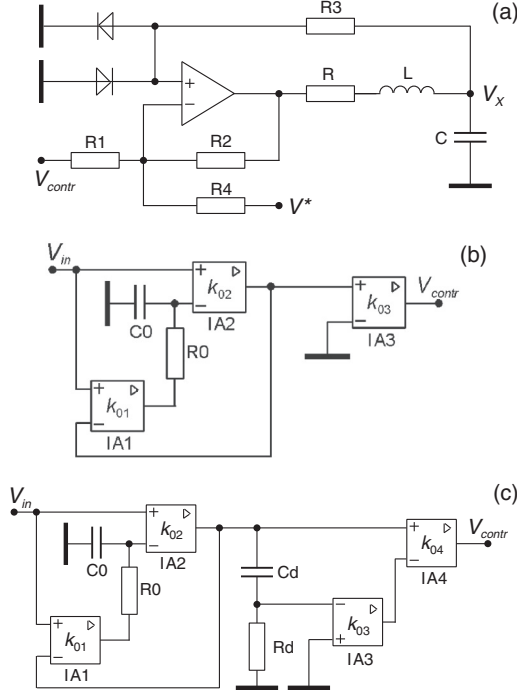 (a)
R3
+
−
R
L
V_X
C
R1
R2
V_contr
R4
V*
(b)
V_in
+
k_02
−
C0
IA2
R0
+
k_01
−
IA1
+
k_03
−
IA3
V_contr
(c)
V_in
+
k_02
−
C0
IA2
R0
+
k_01
−
IA1
Cd
Rd
−
k_03
+
IA3
+
k_04
−
IA4
V_contr